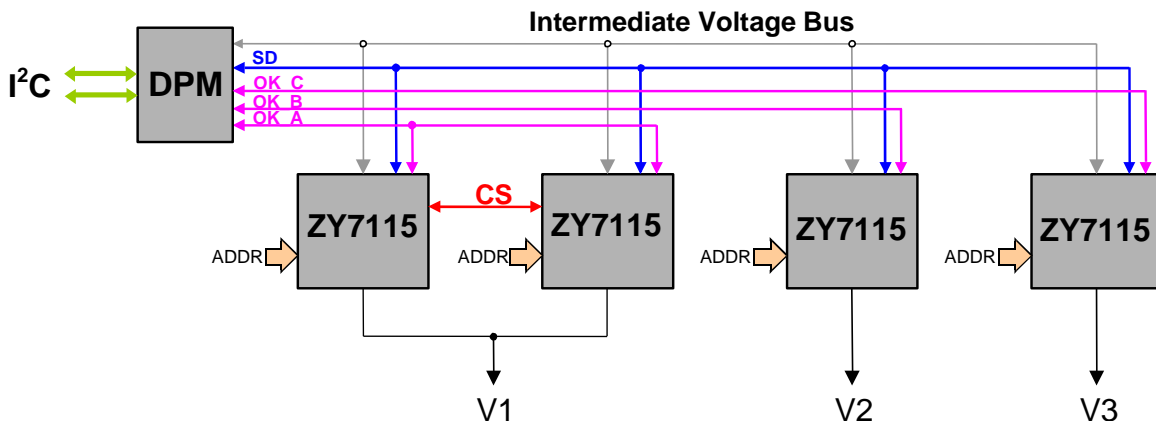 Intermediate Voltage Bus
I²C
DPM
SD
OK_C
OK_B
OK_A
ZY7115
CS
ZY7115
ZY7115
ZY7115
ADDR
ADDR
ADDR
ADDR
V1
V2
V3